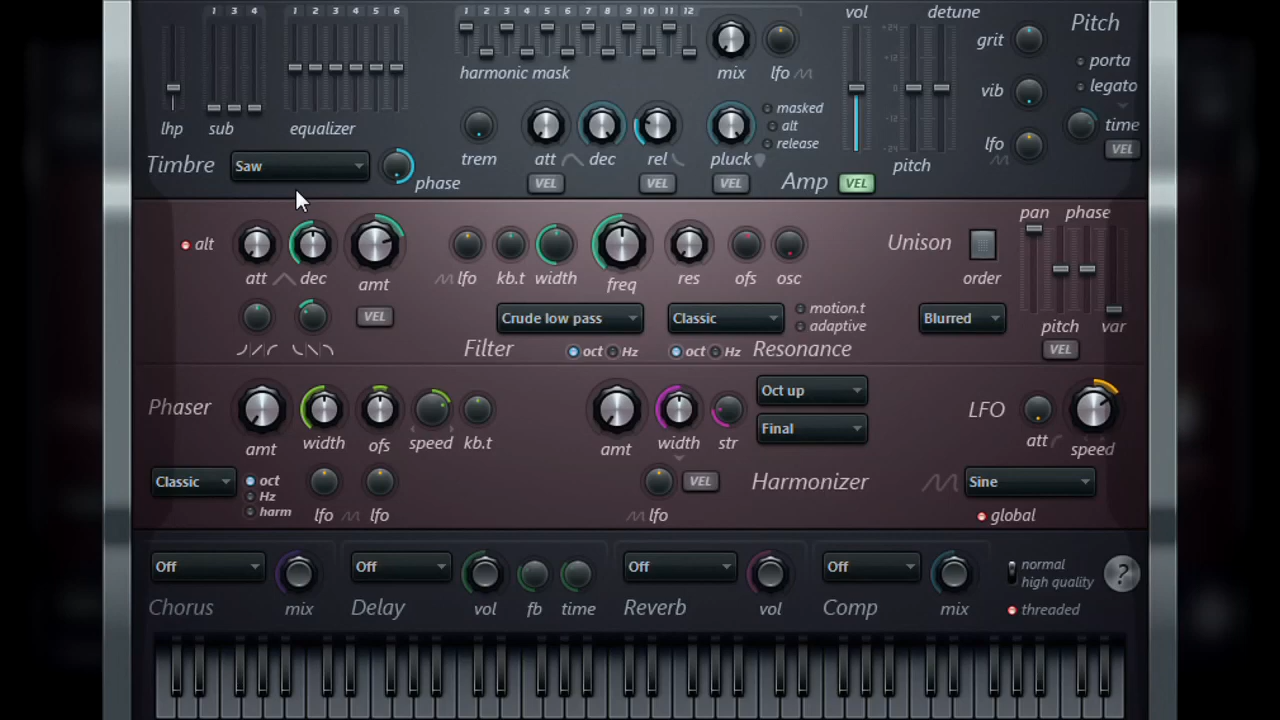 1 3 4
1 2 3 4 5 6
1 2 3 4 5 6 7 8 9 10 11 12
vol
detune
+24
+12
0
-12
-24
grit
Pitch
porta
legato
harmonic mask
mix
lfo
vib
lhp
sub
equalizer
masked
alt
release
lfo
time
VEL
trem
att
dec
rel
pluck
pitch
Timbre
Saw
phase
VEL
VEL
VEL
Amp
VEL
alt
att
dec
amt
VEL
lfo
kb.t
width
freq
res
ofs
osc
Crude low pass
Classic
motion.t
adaptive
Filter
oct
Hz
oct
Hz
Resonance
Unison
order
Blurred
pan
phase
pitch
var
VEL
Phaser
amt
width
ofs
speed
kb.t
Classic
oct
Hz
harm
lfo
lfo
amt
width
str
Oct up
Final
lfo
VEL
Harmonizer
LFO
att
speed
Sine
global
Off
Chorus
mix
Off
Delay
vol
fb
time
Off
Reverb
vol
Off
Comp
mix
normal
high quality
threaded
?